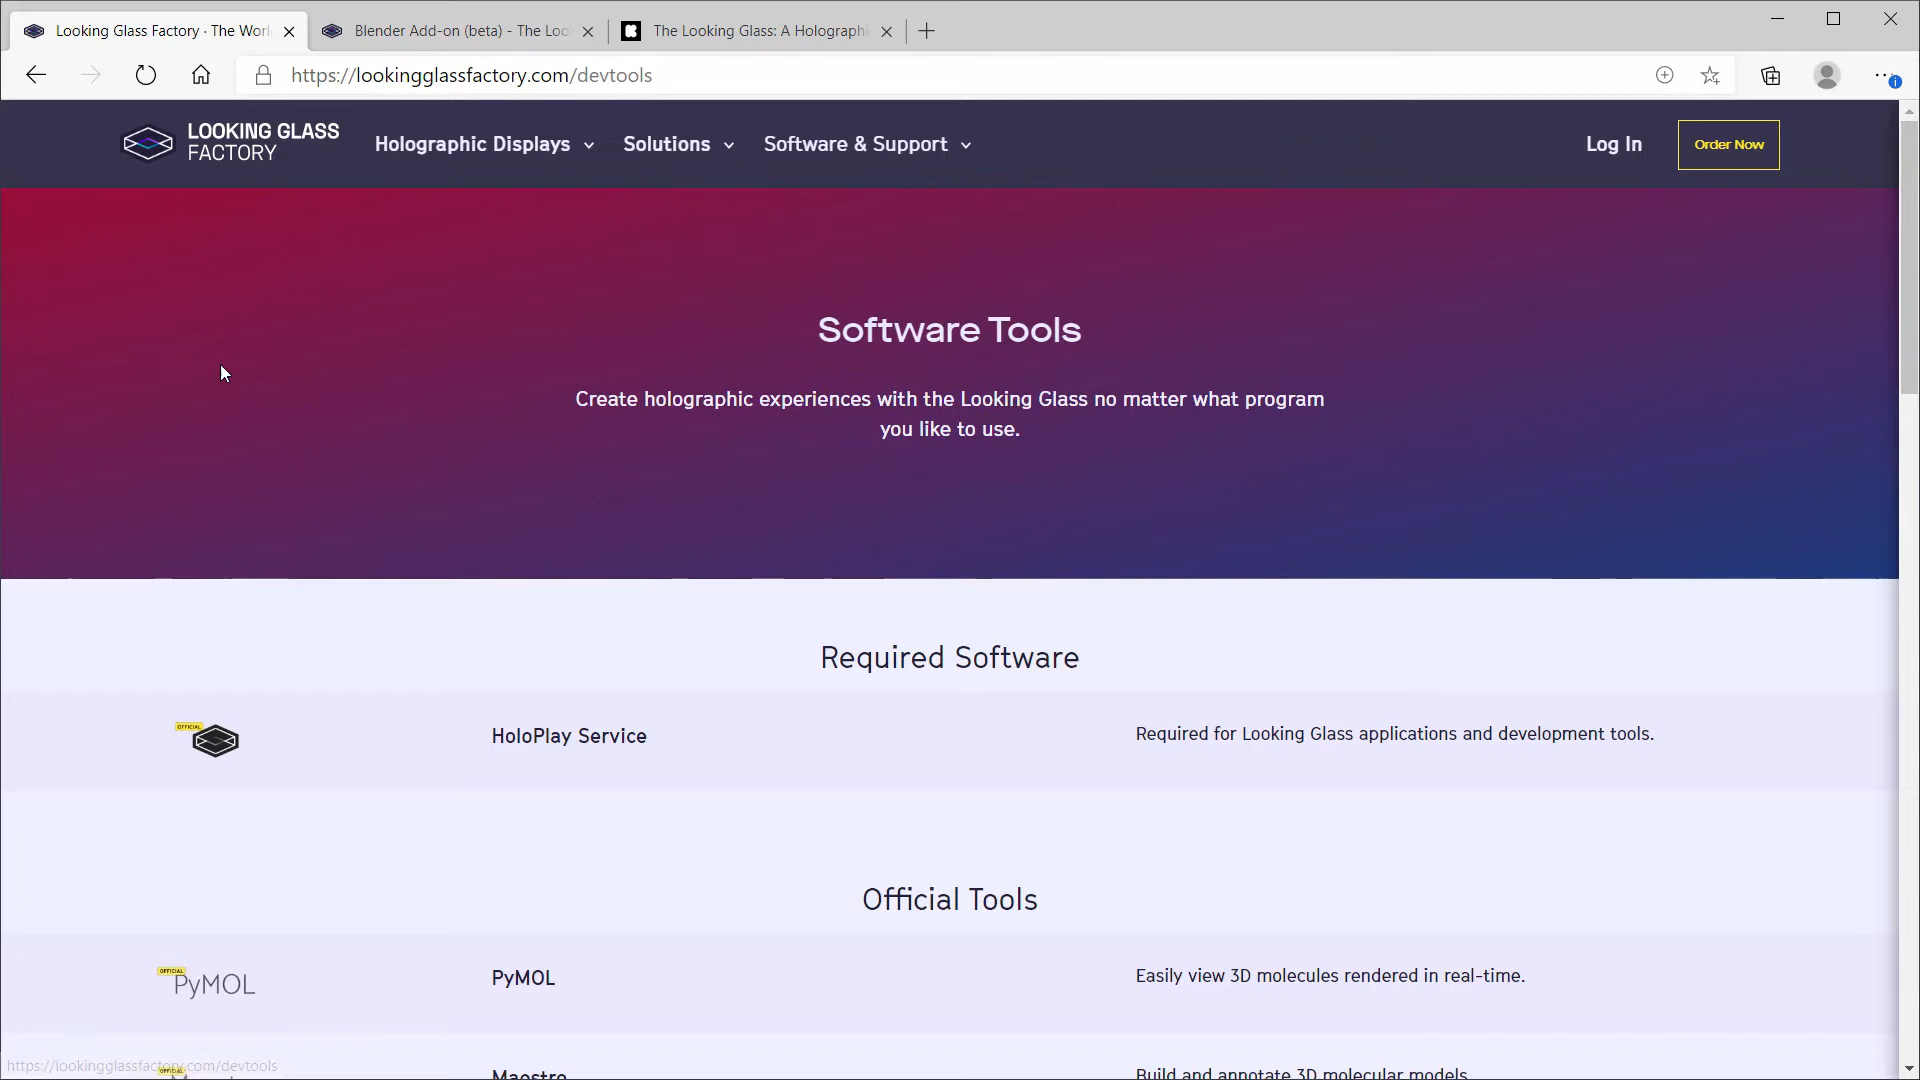 Looking Glass Factory · The Worl
Blender Add-on (beta) - The Loo
The Looking Glass: A Holographi
https://lookingglassfactory.com/devtools
LOOKING GLASS
FACTORY
Holographic Displays
Solutions
Software & Support
Log In
Order Now
Software Tools
Create holographic experiences with the Looking Glass no matter what program
you like to use.
Required Software
OFFICIAL
HoloPlay Service
Required for Looking Glass applications and development tools.
Official Tools
OFFICIAL
PyMOL
PyMOL
Easily view 3D molecules rendered in real-time.
OFFICIAL
Maestro
Build and annotate 3D molecular models.
https://lookingglassfactory.com/devtools